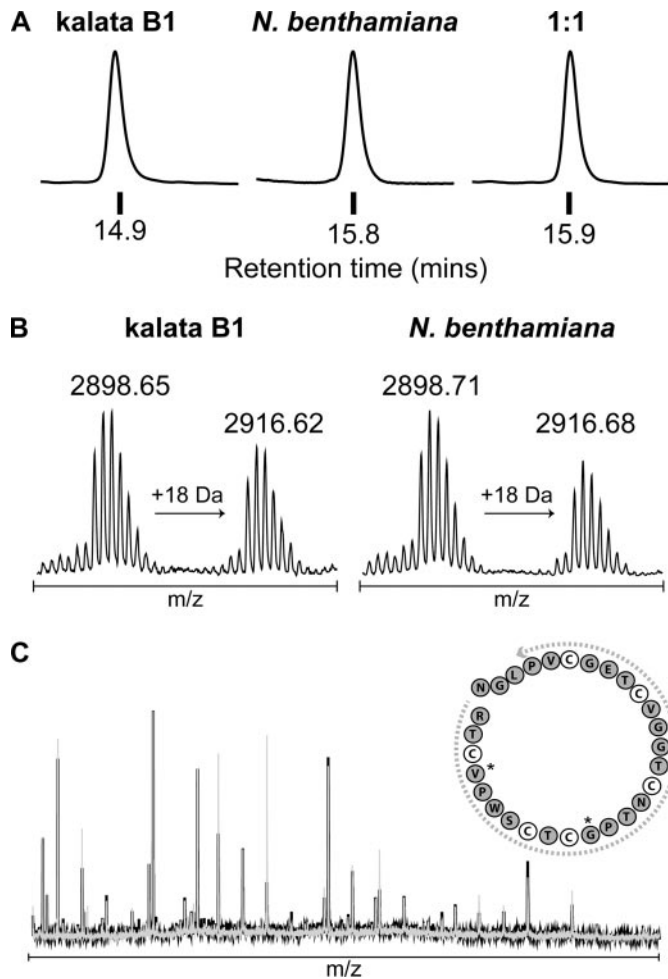 A
kalata B1 N. benthamiana 1:1
14.9 15.8 15.9
Retention time (mins)
B
kalata B1 N. benthamiana
2898.65 2916.62 2898.71 2916.68
+18 Da +18 Da
m/z m/z
C
N G L P V C G E T C V G G T C N T P G C T C S W P V C T R
* *
m/z